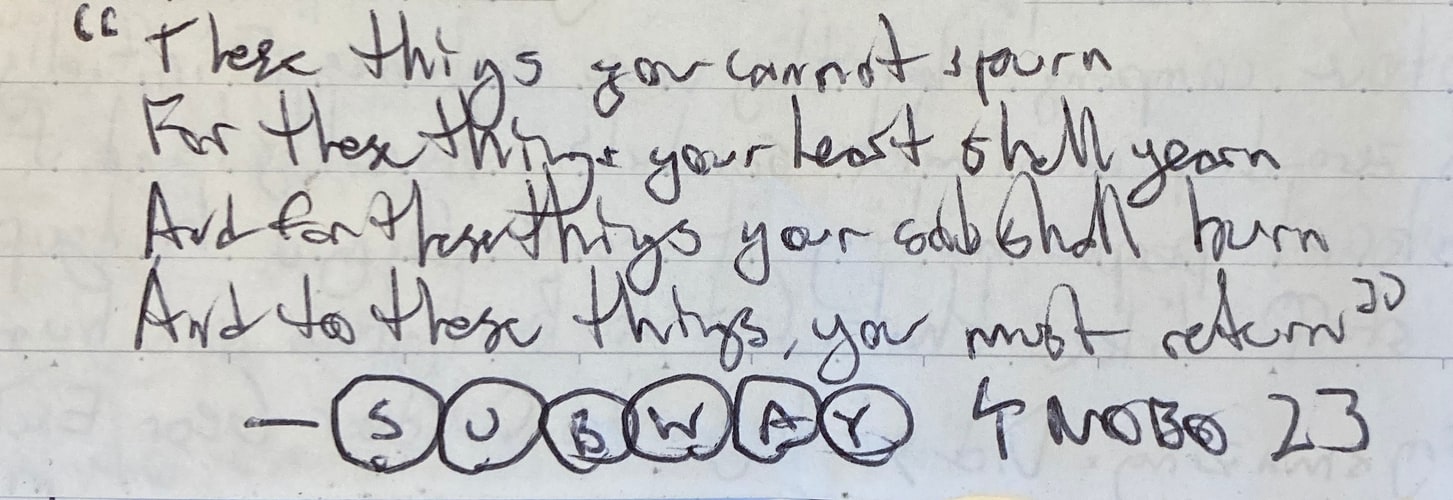 “These things you cannot spurn
For these things your heart shall yearn
And for these things your soul shall burn
And to these things, you must return”
— SUBWAY ↑ NOBO 23